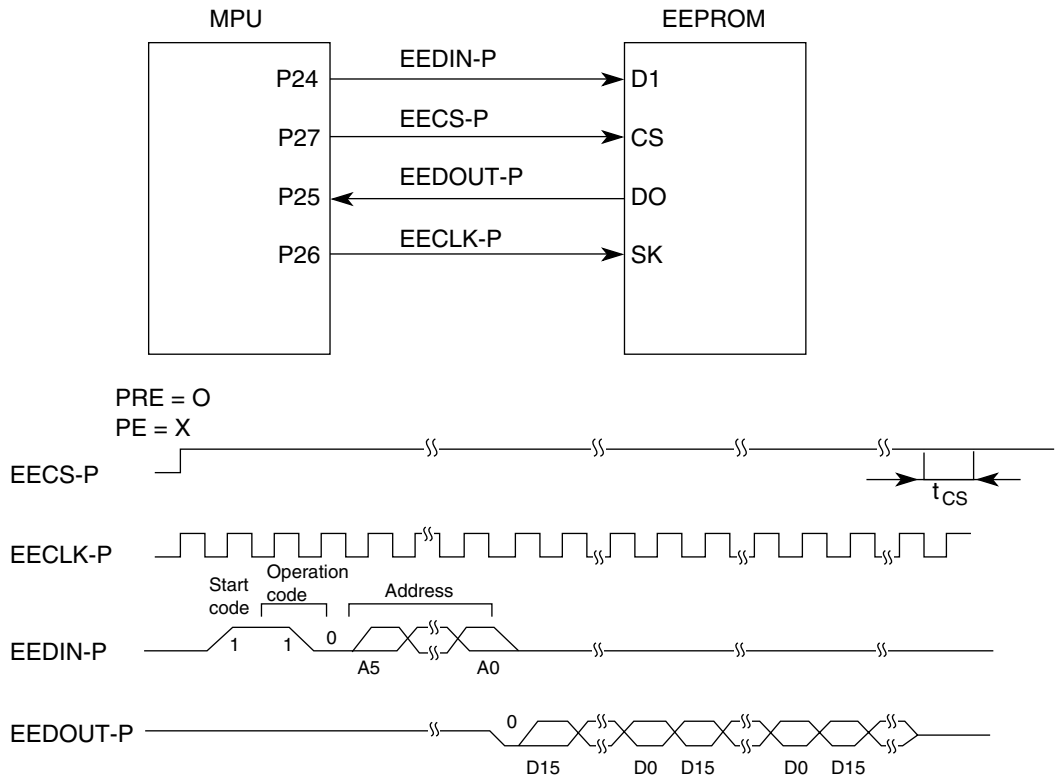 MPU EEPROM
P24 EEDIN-P D1
P27 EECS-P CS
P25 EEDOUT-P DO
P26 EECLK-P SK
PRE = O
PE = X
EECS-P
tCS
EECLK-P
Start code
Operation code
Address
EEDIN-P 1 1 0 A5 A0
EEDOUT-P 0 D15 D0 D15 D0 D15